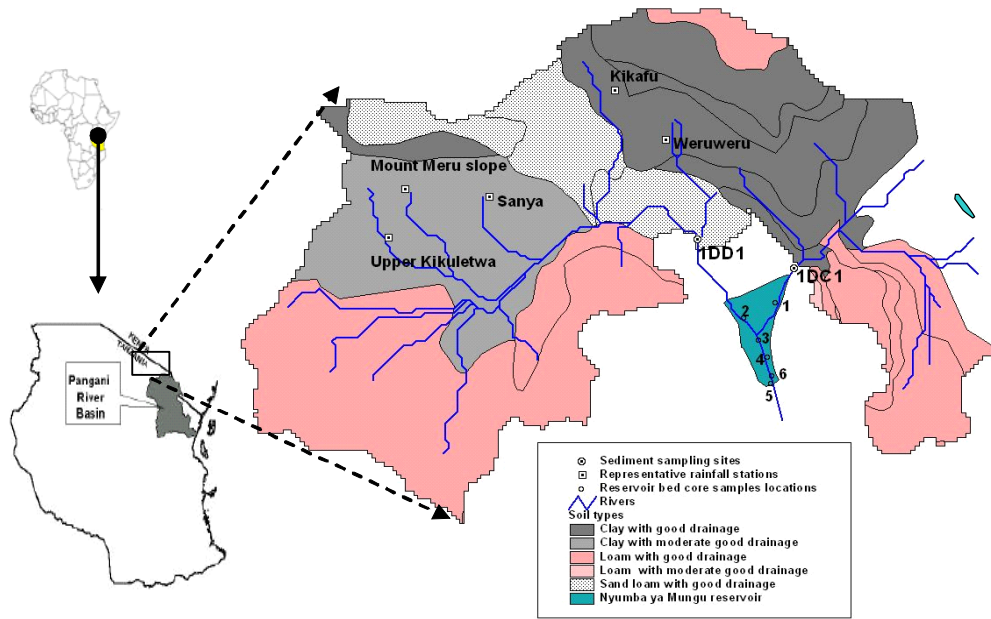 Kikafu
Weruweru
Mount Meru slope
Sanya
Upper Kikuletwa
1DD1
1DC1
1
2
3
4
6
5
KENYA
TANZANIA
Pangani
River
Basin
Sediment sampling sites
Representative rainfall stations
Reservoir bed core samples locations
Rivers
Soil types
Clay with good drainage
Clay with moderate good drainage
Loam with good drainage
Loam with moderate good drainage
Sand loam with good drainage
Nyumba ya Mungu reservoir